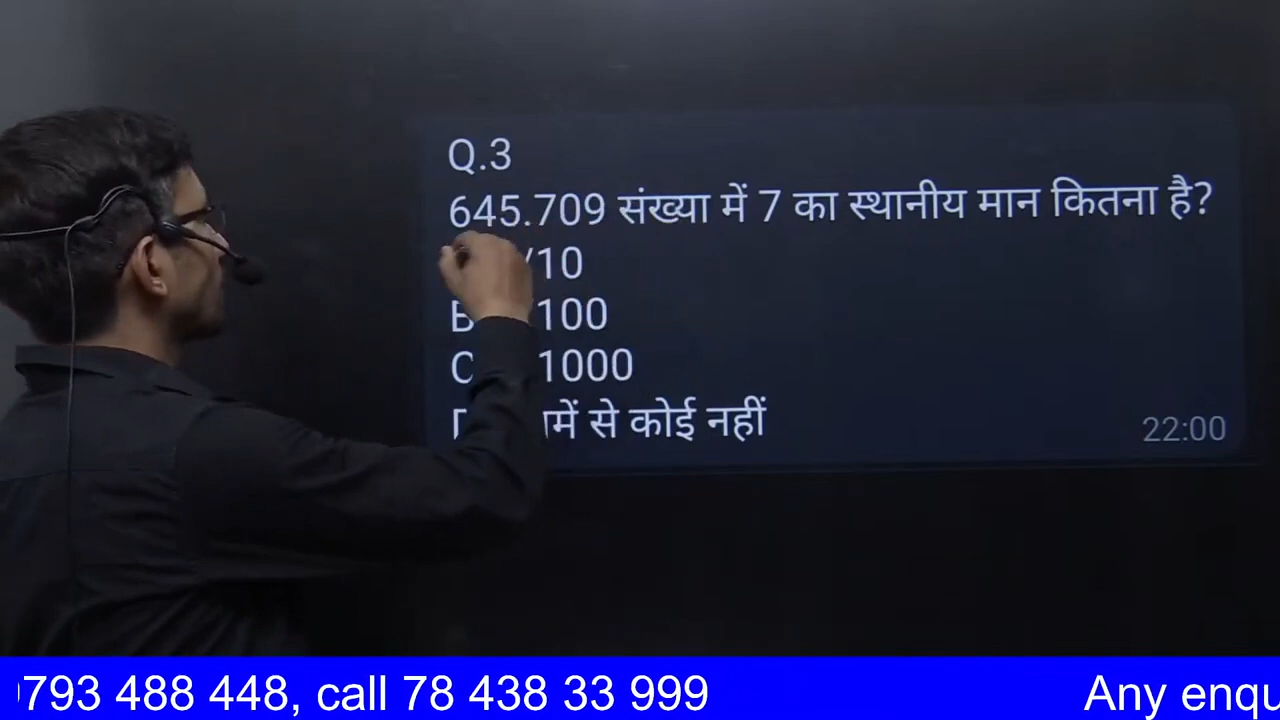 Q.3
645.709 संख्या में 7 का स्थानीय मान कितना है?
/10
B /100
C 1000
में से कोई नहीं
22:00
793 488 448, call 78 438 33 999
Any enqu